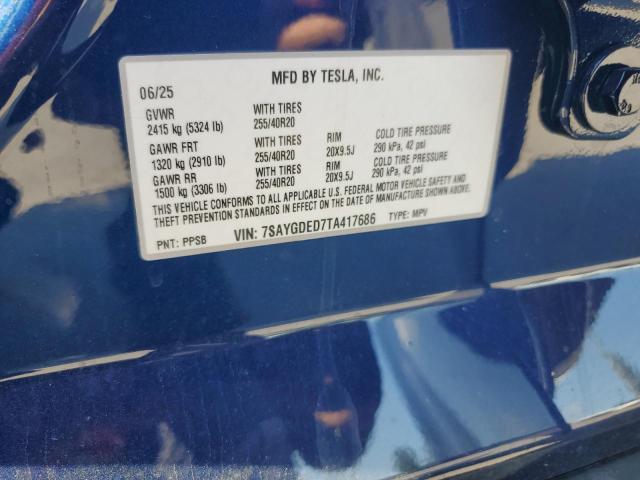 MFD BY TESLA, INC.
06/25
GVWR WITH TIRES
2415 kg (5324 lb) 255/40R20
GAWR FRT WITH TIRES RIM COLD TIRE PRESSURE
1320 kg (2910 lb) 255/40R20 20X9.5J 290 kPa, 42 psi
GAWR RR WITH TIRES RIM COLD TIRE PRESSURE
1500 kg (3306 lb) 255/40R20 20X9.5J 290 kPa, 42 psi
THIS VEHICLE CONFORMS TO ALL APPLICABLE U.S. FEDERAL MOTOR VEHICLE SAFETY AND
THEFT PREVENTION STANDARDS IN EFFECT ON THE DATE OF MANUFACTURE SHOWN ABOVE.
PNT: PPSB VIN: 7SAYGDED7TA417686 TYPE: MPV